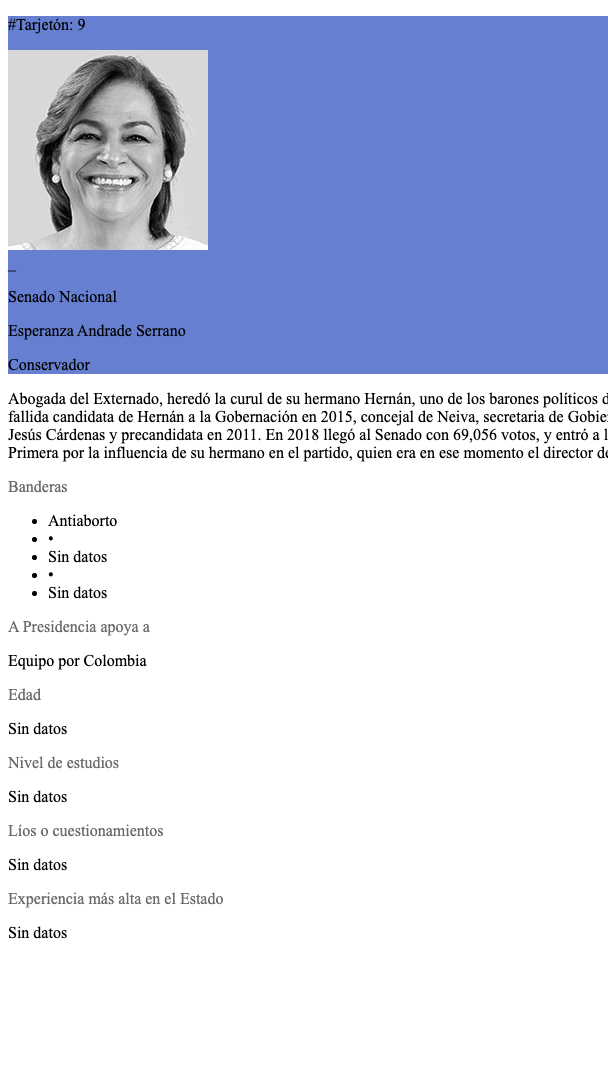 #Tarjetón: 9
_
Senado Nacional
Esperanza Andrade Serrano
Conservador
Abogada del Externado, heredó la curul de su hermano Hernán, uno de los barones políticos
fallida candidata de Hernán a la Gobernación en 2015, concejal de Neiva, secretaria de
Jesús Cárdenas y precandidata en 2011. En 2018 llegó al Senado con 69,056 votos, y entró a
Primera por la influencia de su hermano en el partido, quien era en ese momento el director
Banderas
• Antiaborto
• •
• Sin datos
• •
• Sin datos
A Presidencia apoya a
Equipo por Colombia
Edad
Sin datos
Nivel de estudios
Sin datos
Líos o cuestionamientos
Sin datos
Experiencia más alta en el Estado
Sin datos